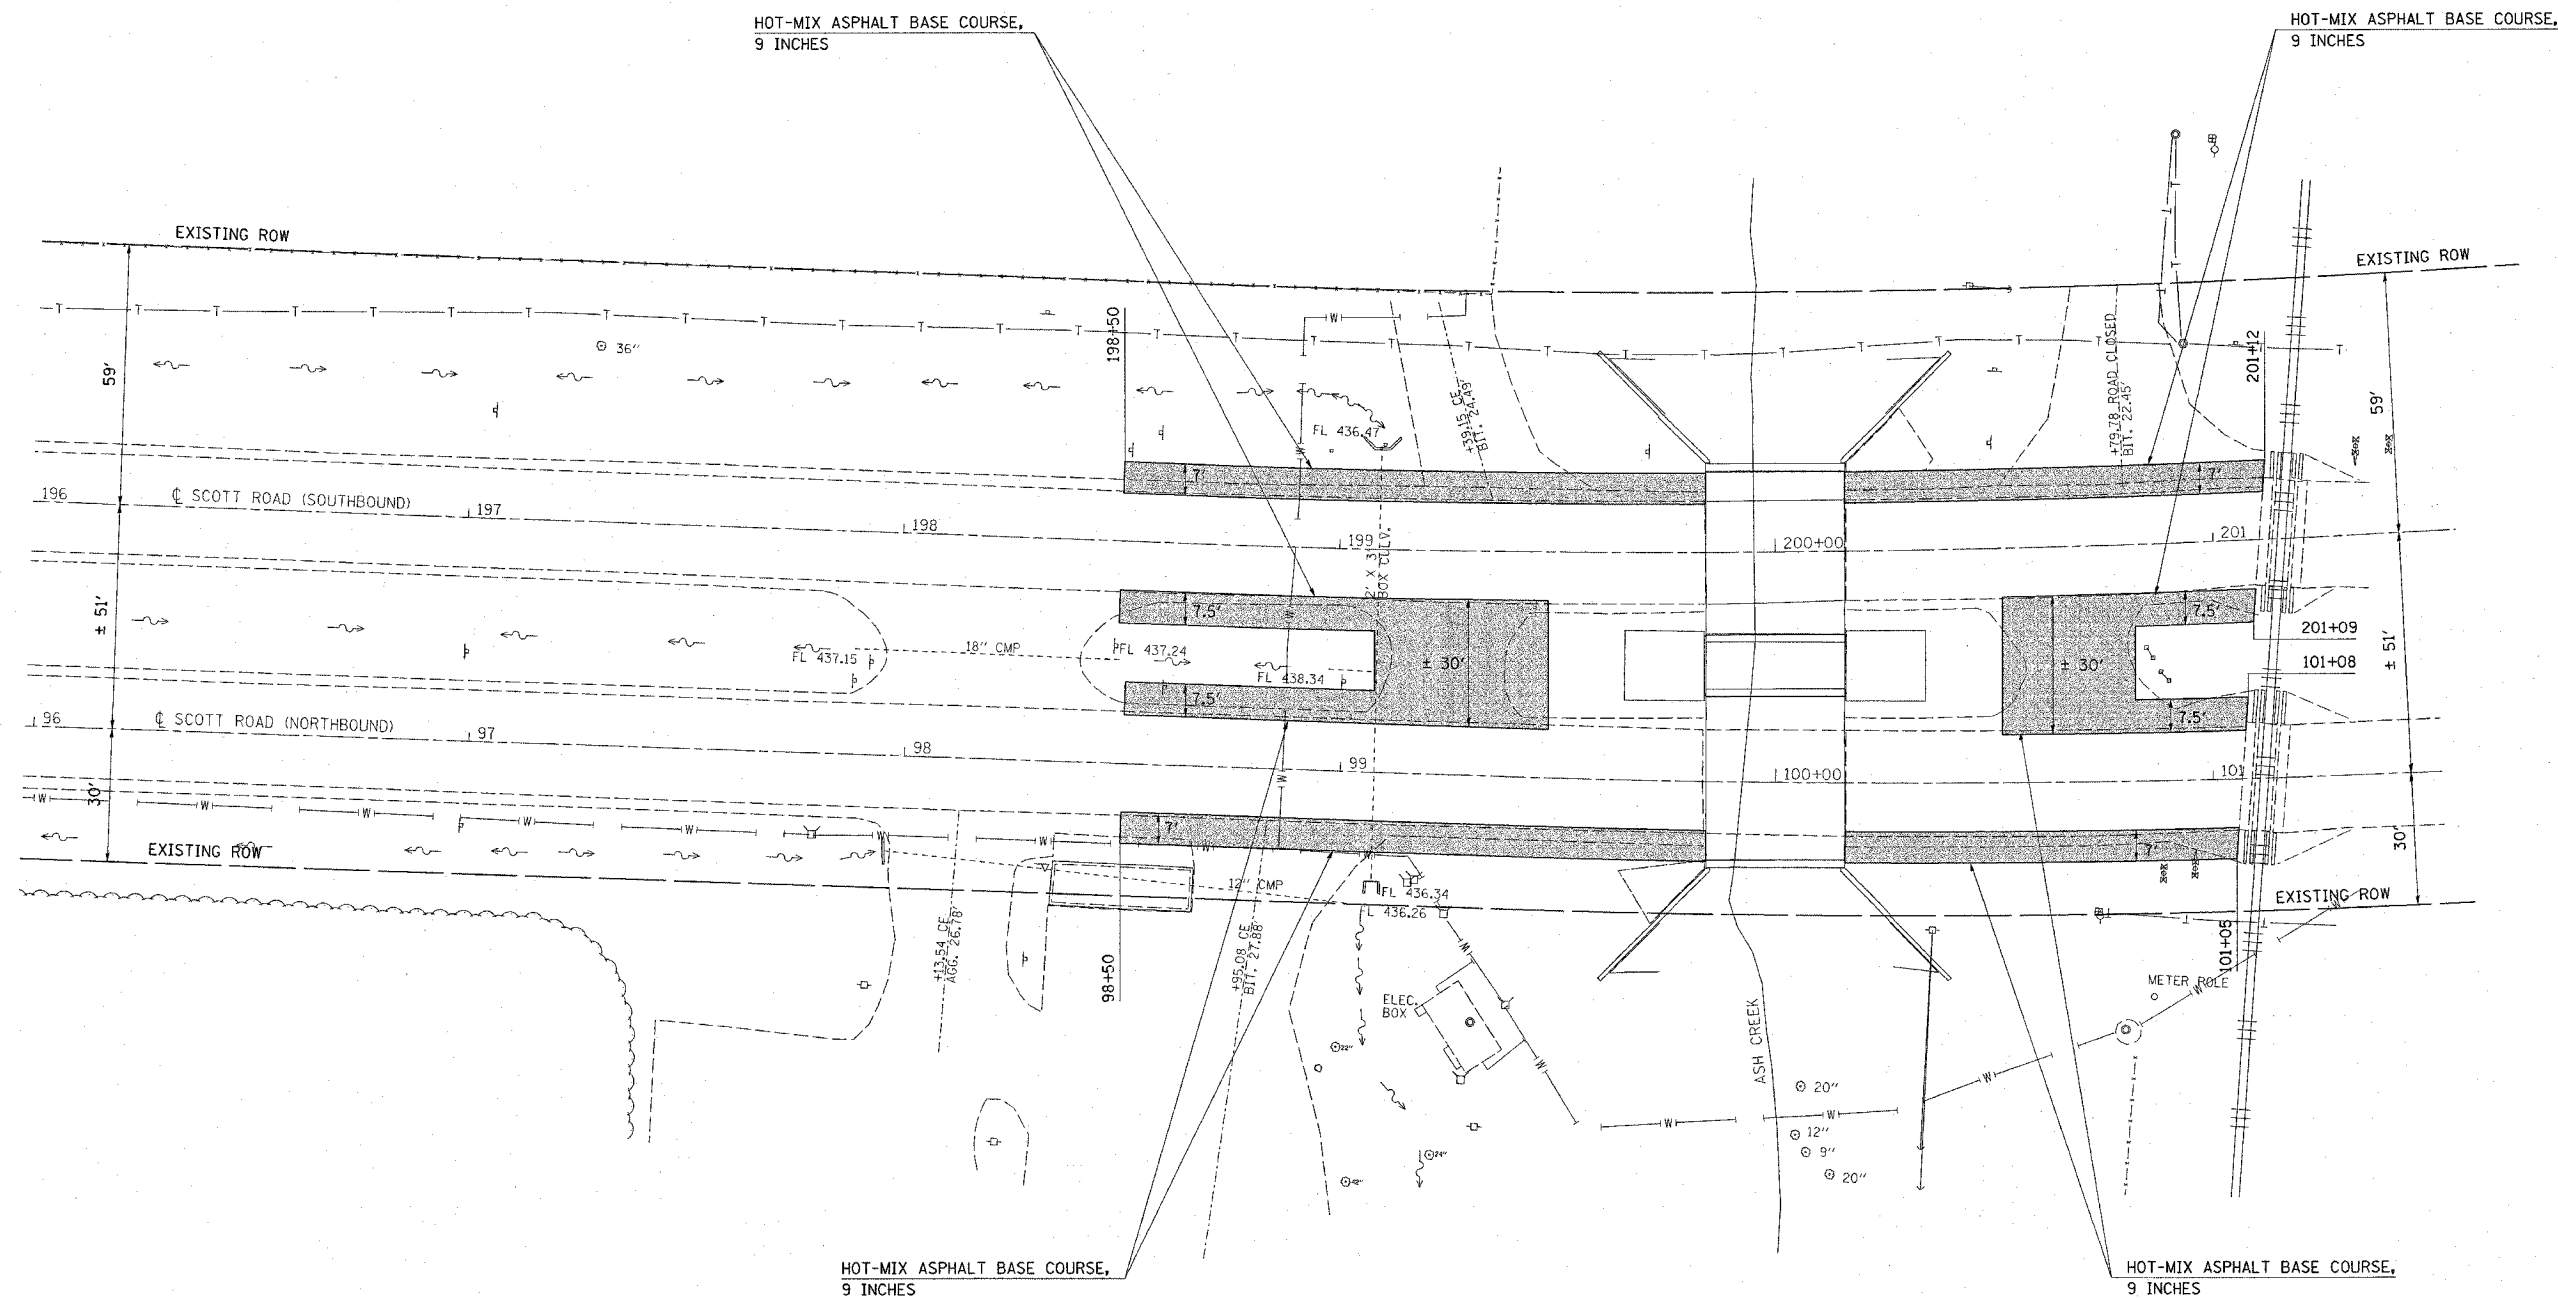 HOT-MIX ASPHALT BASE COURSE,
9 INCHES
HOT-MIX ASPHALT BASE COURSE,
9 INCHES
EXISTING ROW
EXISTING ROW
59'
36"
198+50
FL 436.47
+39.15 CE
BIT. 24.49'
+79.78 ROAD CLOSED
BIT. 22.45'
201+12
59'
7'
7'
196
℄ SCOTT ROAD (SOUTHBOUND)
197
198
199
200+00
201
2' X 3'
BOX CULV.
± 51'
7.5'
7.5'
201+09
FL 437.15
18" CMP
FL 437.24
FL 438.34
± 30'
± 30'
101+08
± 51'
7.5'
7.5'
96
℄ SCOTT ROAD (NORTHBOUND)
97
98
99
100+00
101
30'
7'
7'
30'
EXISTING ROW
12" CMP
FL 436.34
FL 436.26
EXISTING ROW
+13.54 CE
AGG. 26.78'
98+50
+95.08 CE
BIT. 27.88'
101+05
ELEC.
BOX
METER ROLE
ASH CREEK
22"
20"
12"
9"
20"
24"
HOT-MIX ASPHALT BASE COURSE,
9 INCHES
HOT-MIX ASPHALT BASE COURSE,
9 INCHES